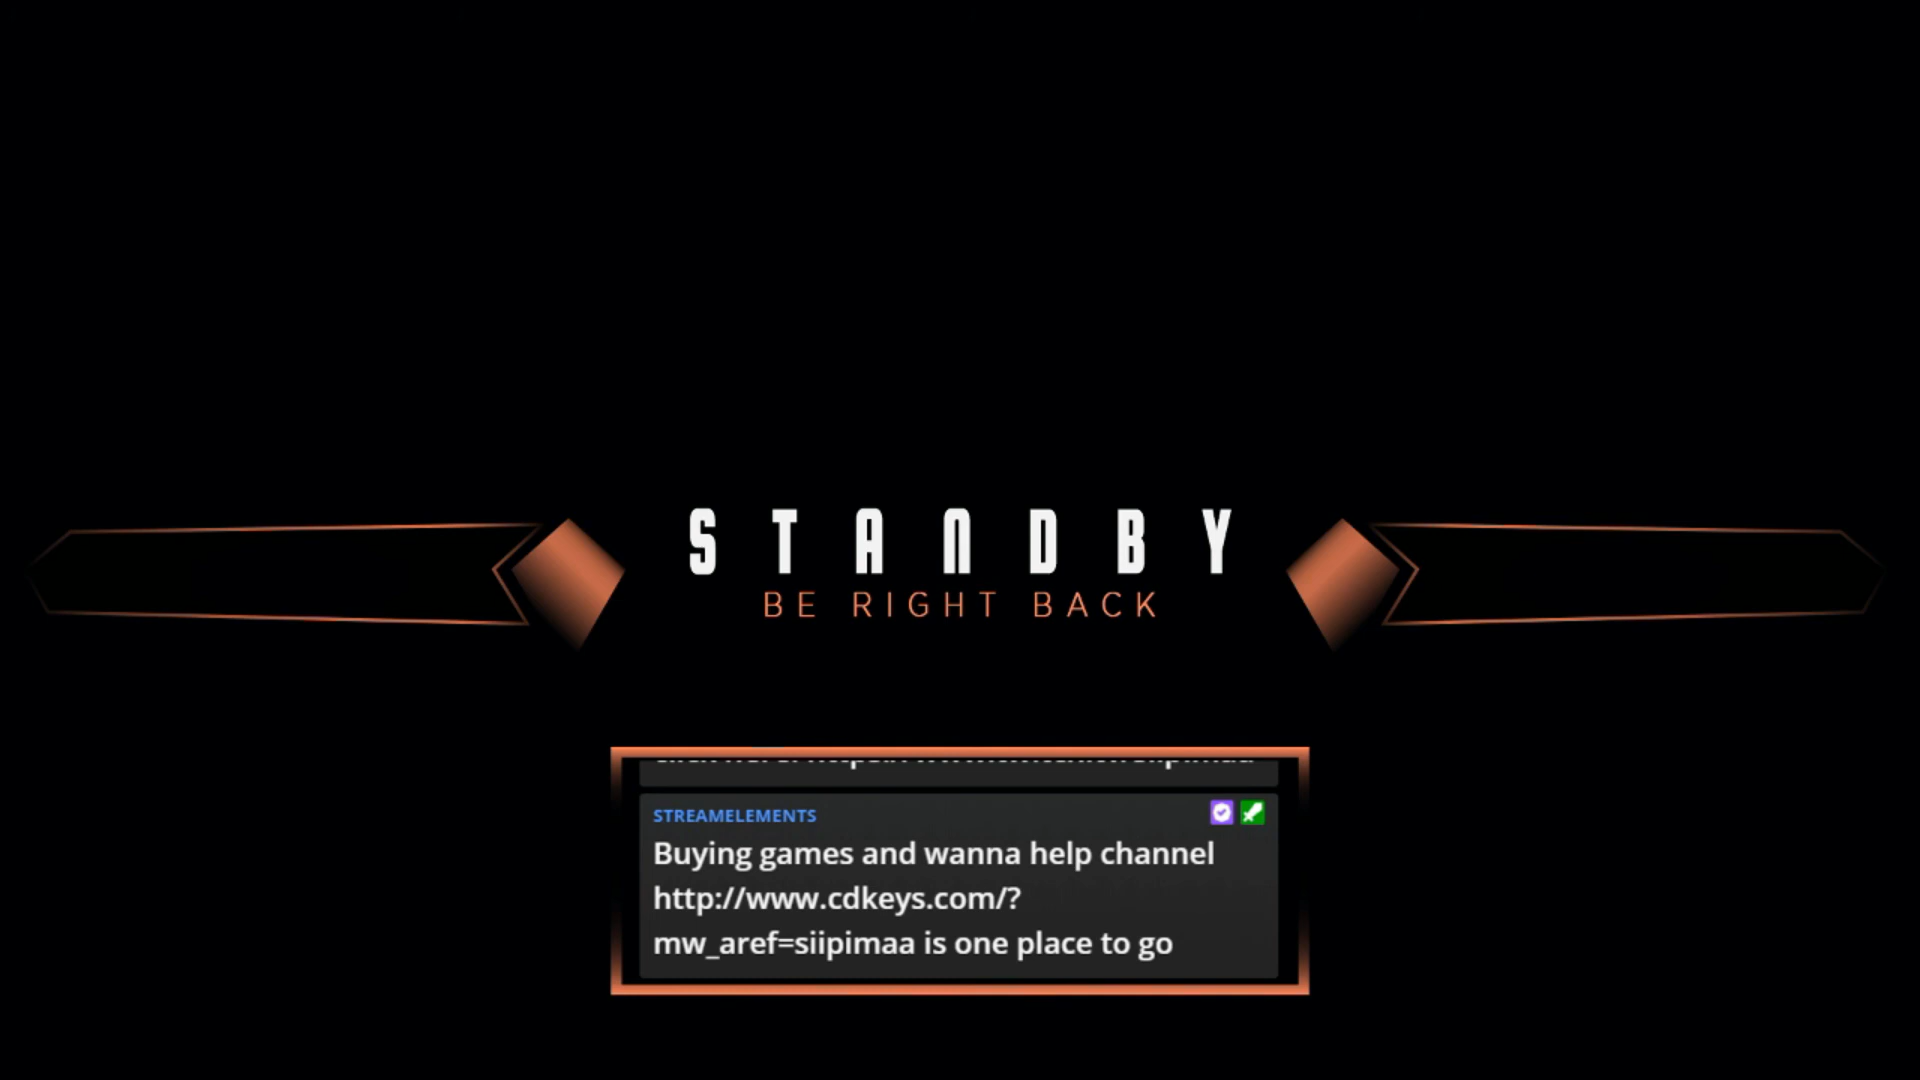 STANDBY
BE RIGHT BACK
STREAMELEMENTS
Buying games and wanna help channel
http://www.cdkeys.com/?
mw_aref=siipimaa is one place to go